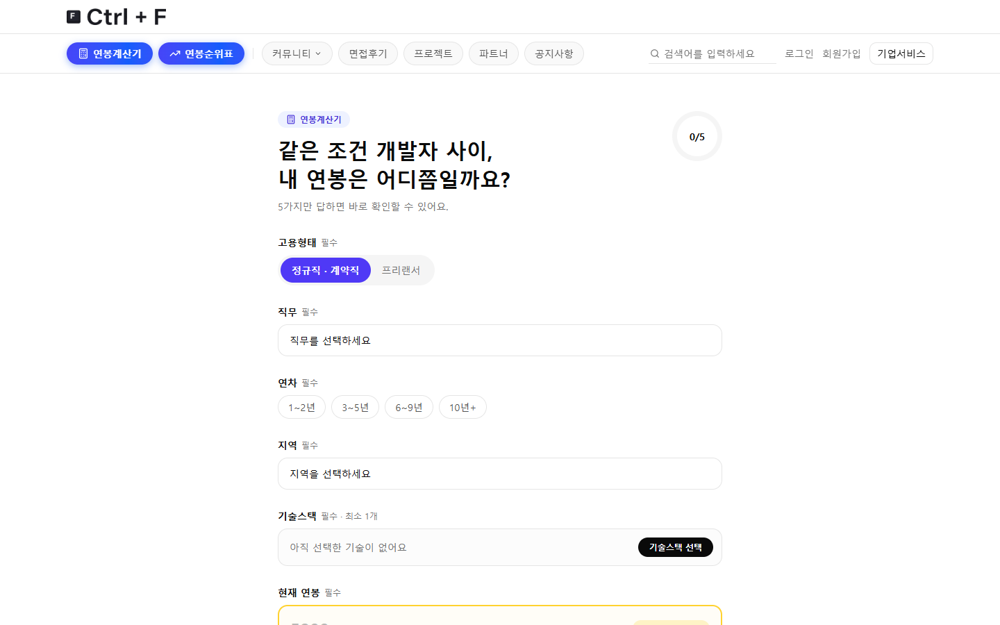 F Ctrl + F
연봉계산기
연봉순위표
커뮤니티
면접후기
프로젝트
파트너
공지사항
검색어를 입력하세요
로그인
회원가입
기업서비스
연봉계산기
0/5
같은 조건 개발자 사이,
내 연봉은 어디쯤일까요?
5가지만 답하면 바로 확인할 수 있어요.
고용형태 필수
정규직 · 계약직
프리랜서
직무 필수
직무를 선택하세요
연차 필수
1~2년
3~5년
6~9년
10년+
지역 필수
지역을 선택하세요
기술스택 필수 · 최소 1개
아직 선택한 기술이 없어요
기술스택 선택
현재 연봉 필수